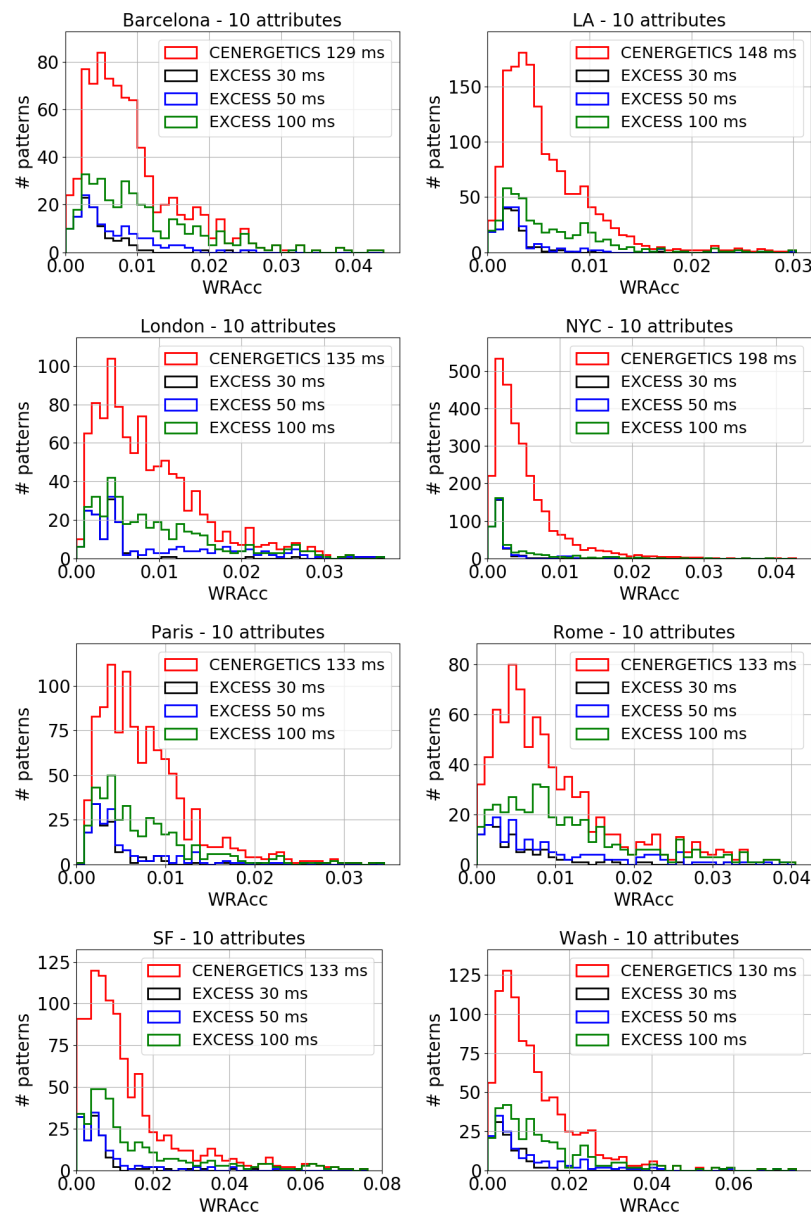 Barcelona - 10 attributes
# patterns
80
60
40
20
0
CENERGETICS 129 ms
EXCESS 30 ms
EXCESS 50 ms
EXCESS 100 ms
0.00 0.01 0.02 0.03 0.04
WRAcc
LA - 10 attributes
# patterns
150
100
50
0
CENERGETICS 148 ms
EXCESS 30 ms
EXCESS 50 ms
EXCESS 100 ms
0.00 0.01 0.02 0.03
WRAcc
London - 10 attributes
# patterns
100
80
60
40
20
0
CENERGETICS 135 ms
EXCESS 30 ms
EXCESS 50 ms
EXCESS 100 ms
0.00 0.01 0.02 0.03
WRAcc
NYC - 10 attributes
# patterns
500
400
300
200
100
0
CENERGETICS 198 ms
EXCESS 30 ms
EXCESS 50 ms
EXCESS 100 ms
0.00 0.01 0.02 0.03 0.04
WRAcc
Paris - 10 attributes
# patterns
100
75
50
25
0
CENERGETICS 133 ms
EXCESS 30 ms
EXCESS 50 ms
EXCESS 100 ms
0.00 0.01 0.02 0.03
WRAcc
Rome - 10 attributes
# patterns
80
60
40
20
0
CENERGETICS 133 ms
EXCESS 30 ms
EXCESS 50 ms
EXCESS 100 ms
0.00 0.01 0.02 0.03 0.04
WRAcc
SF - 10 attributes
# patterns
125
100
75
50
25
0
CENERGETICS 133 ms
EXCESS 30 ms
EXCESS 50 ms
EXCESS 100 ms
0.00 0.02 0.04 0.06 0.08
WRAcc
Wash - 10 attributes
# patterns
125
100
75
50
25
0
CENERGETICS 130 ms
EXCESS 30 ms
EXCESS 50 ms
EXCESS 100 ms
0.00 0.02 0.04 0.06
WRAcc